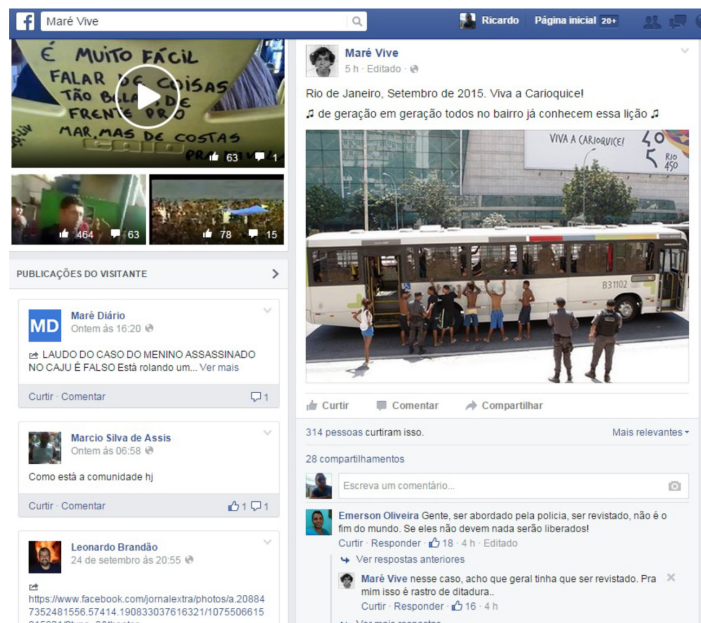 Maré Vive
Ricardo
Página inicial 20+
É MUITO FÁCIL
FALAR DE COISAS
TÃO BELAS, DE
FRENTE PRO
MAR, MAS DE COSTAS
63 1
464 63
78 15
PUBLICAÇÕES DO VISITANTE
MD
Maré Diário
Ontem às 16:20
LAUDO DO CASO DO MENINO ASSASSINADO
NO CAJU É FALSO Está rolando um... Ver mais
Curtir · Comentar 1
Marcio Silva de Assis
Ontem às 06:58
Como está a comunidade hj
Curtir · Comentar 1 1
Leonardo Brandão
24 de setembro às 20:55
https://www.facebook.com/jornalextra/photos/a.20884
7352481556.57414.190833037616321/1075506615
Maré Vive
5 h · Editado ·
Rio de Janeiro, Setembro de 2015. Viva a Carioquice!
♫ de geração em geração todos no bairro já conhecem essa lição ♫
VIVA A CARIOQUICE!
RIO
450
B31102
Curtir Comentar Compartilhar
314 pessoas curtiram isso. Mais relevantes
28 compartilhamentos
Escreva um comentário...
Emerson Oliveira Gente, ser abordado pela policia, ser revistado, não é o
fim do mundo. Se eles não devem nada serão liberados!
Curtir · Responder · 18 · 4 h · Editado
Ver respostas anteriores
Maré Vive nesse caso, acho que geral tinha que ser revistado. Pra
mim isso é rastro de ditadura..
Curtir · Responder · 16 · 4 h